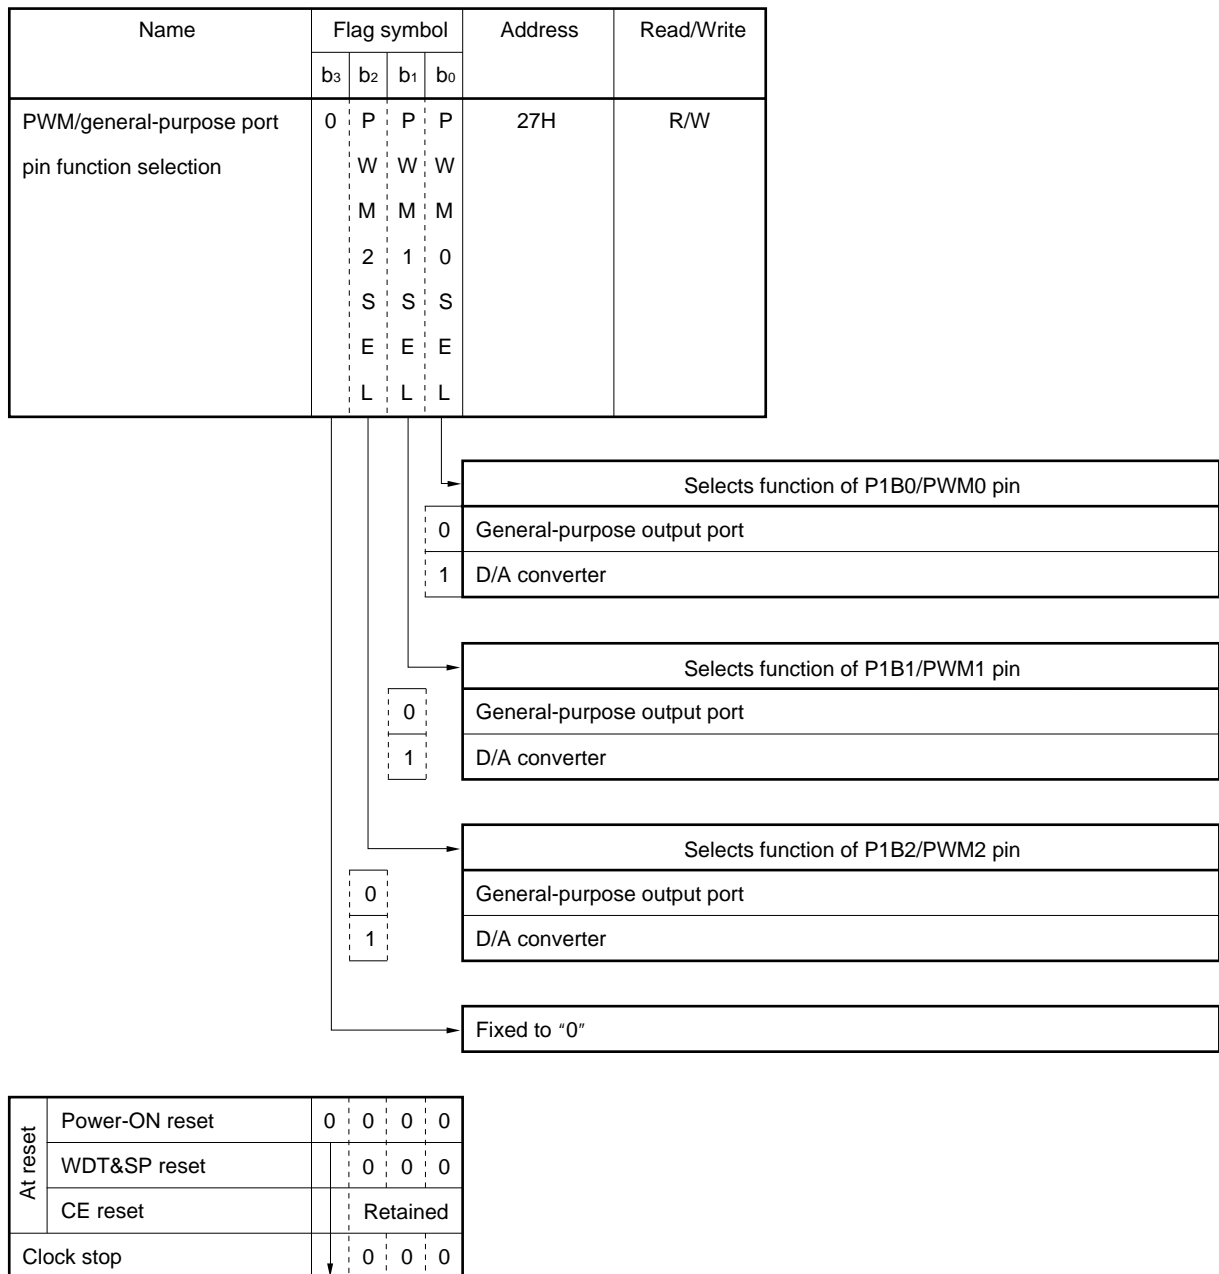 Name Flag symbol Address Read/Write
b3 b2 b1 b0
PWM/general-purpose port 0 P P P 27H R/W
pin function selection W W W
M M M
2 1 0
S S S
E E E
L L L
Selects function of P1B0/PWM0 pin
0 General-purpose output port
1 D/A converter
Selects function of P1B1/PWM1 pin
0 General-purpose output port
1 D/A converter
Selects function of P1B2/PWM2 pin
0 General-purpose output port
1 D/A converter
Fixed to “0”
At reset
Power-ON reset 0 0 0 0
WDT&SP reset 0 0 0
CE reset Retained
Clock stop 0 0 0